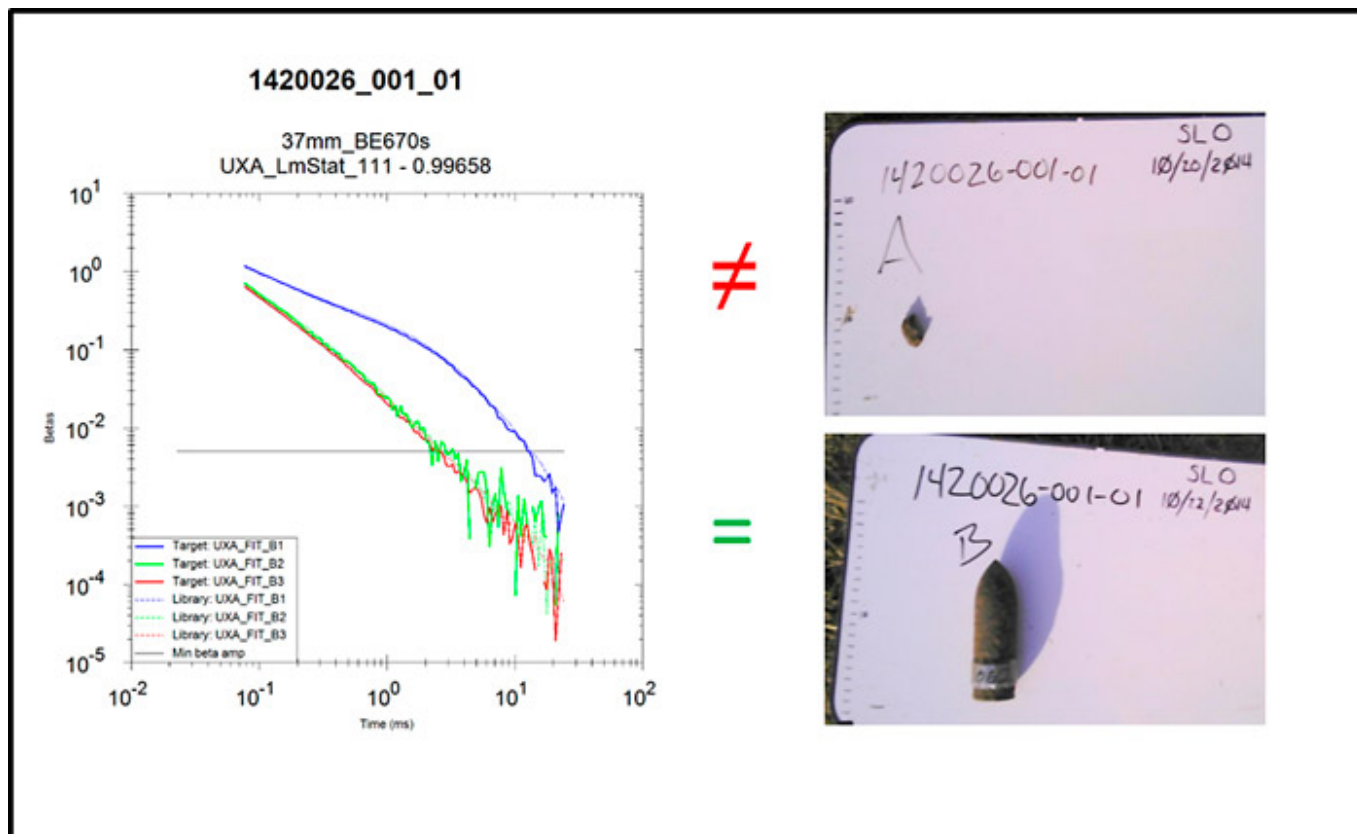 1420026_001_01
37mm_BE670s
UXA_LmStat_111 - 0.99658
10^1
10^0
10^-1
10^-2
10^-3
10^-4
10^-5
Betas
Target: UXA_FIT_B1
Target: UXA_FIT_B2
Target: UXA_FIT_B3
Library: UXA_FIT_B1
Library: UXA_FIT_B2
Library: UXA_FIT_B3
Min beta amp
10^-2 10^-1 10^0 10^1 10^2
Time (ms)
≠
=
SLO
1420026-001-01 10/20/2014
A
SLO
1420026-001-01 10/22/2014
B